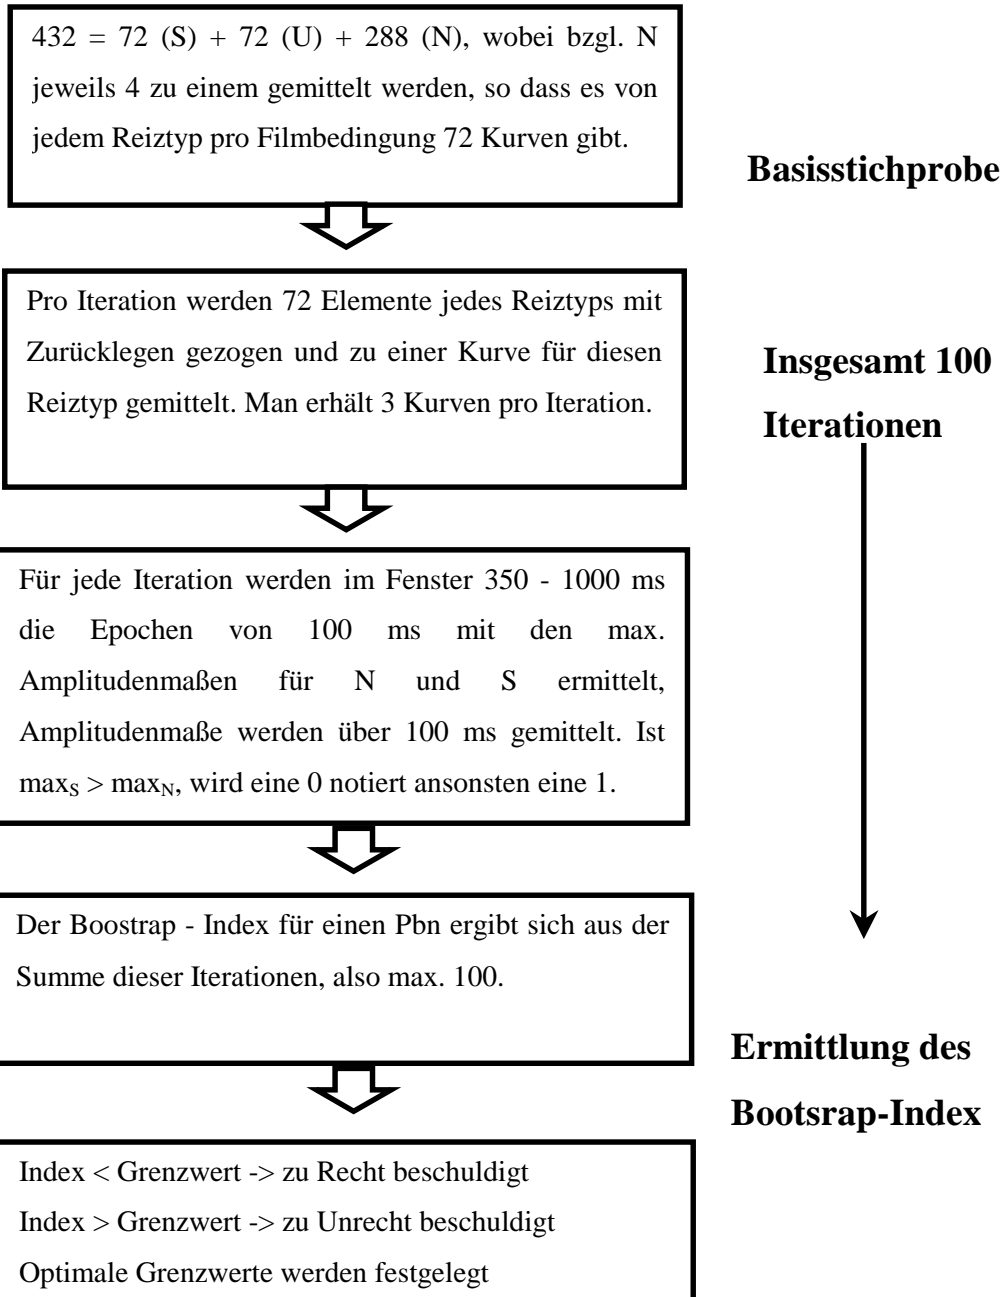 432 = 72 (S) + 72 (U) + 288 (N), wobei bzgl. N
jeweils 4 zu einem gemittelt werden, so dass es von
jedem Reiztyp pro Filmbedingung 72 Kurven gibt.
Basisstichprobe
Pro Iteration werden 72 Elemente jedes Reiztyps mit
Zurücklegen gezogen und zu einer Kurve für diesen
Reiztyp gemittelt. Man erhält 3 Kurven pro Iteration.
Insgesamt 100
Iterationen
Für jede Iteration werden im Fenster 350 - 1000 ms
die Epochen von 100 ms mit den max.
Amplitudenmaßen für N und S ermittelt,
Amplitudenmaße werden über 100 ms gemittelt. Ist
maxS > maxN, wird eine 0 notiert ansonsten eine 1.
Der Boostrap - Index für einen Pbn ergibt sich aus der
Summe dieser Iterationen, also max. 100.
Ermittlung des
Bootsrap-Index
Index < Grenzwert -> zu Recht beschuldigt
Index > Grenzwert -> zu Unrecht beschuldigt
Optimale Grenzwerte werden festgelegt